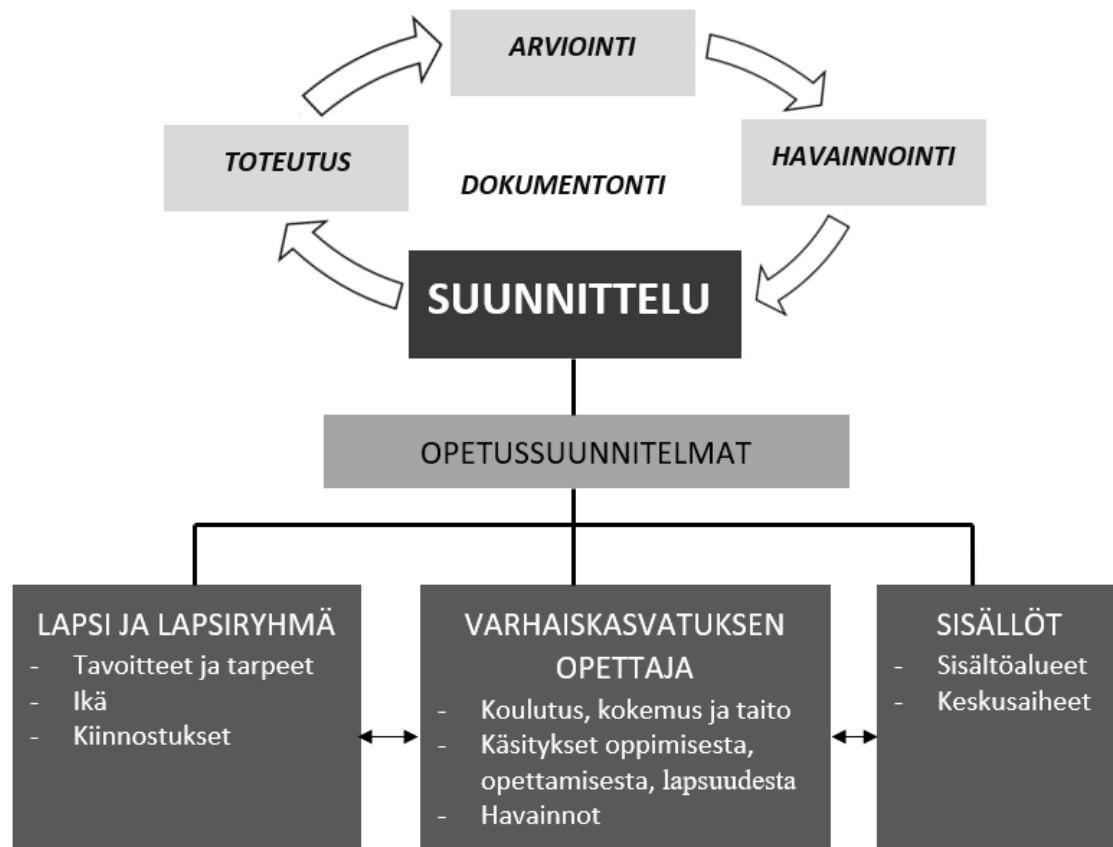 ARVIOINTI
TOTEUTUS
HAVAINNOINTI
DOKUMENTONTI
SUUNNITTELU
OPETUSSUUNNITELMAT
LAPSI JA LAPSIRYHMÄ
- Tavoitteet ja tarpeet
- Ikä
- Kiinnostukset
VARHAISKASVATUKSEN
OPETTAJA
- Koulutus, kokemus ja taito
- Käsitykset oppimisesta,
opettamisesta, lapsuudesta
- Havainnot
SISÄLLÖT
- Sisältöalueet
- Keskusaiheet